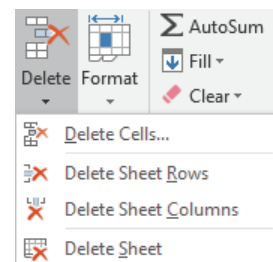 Delete
Format
AutoSum
Fill
Clear
Delete Cells...
Delete Sheet Rows
Delete Sheet Columns
Delete Sheet